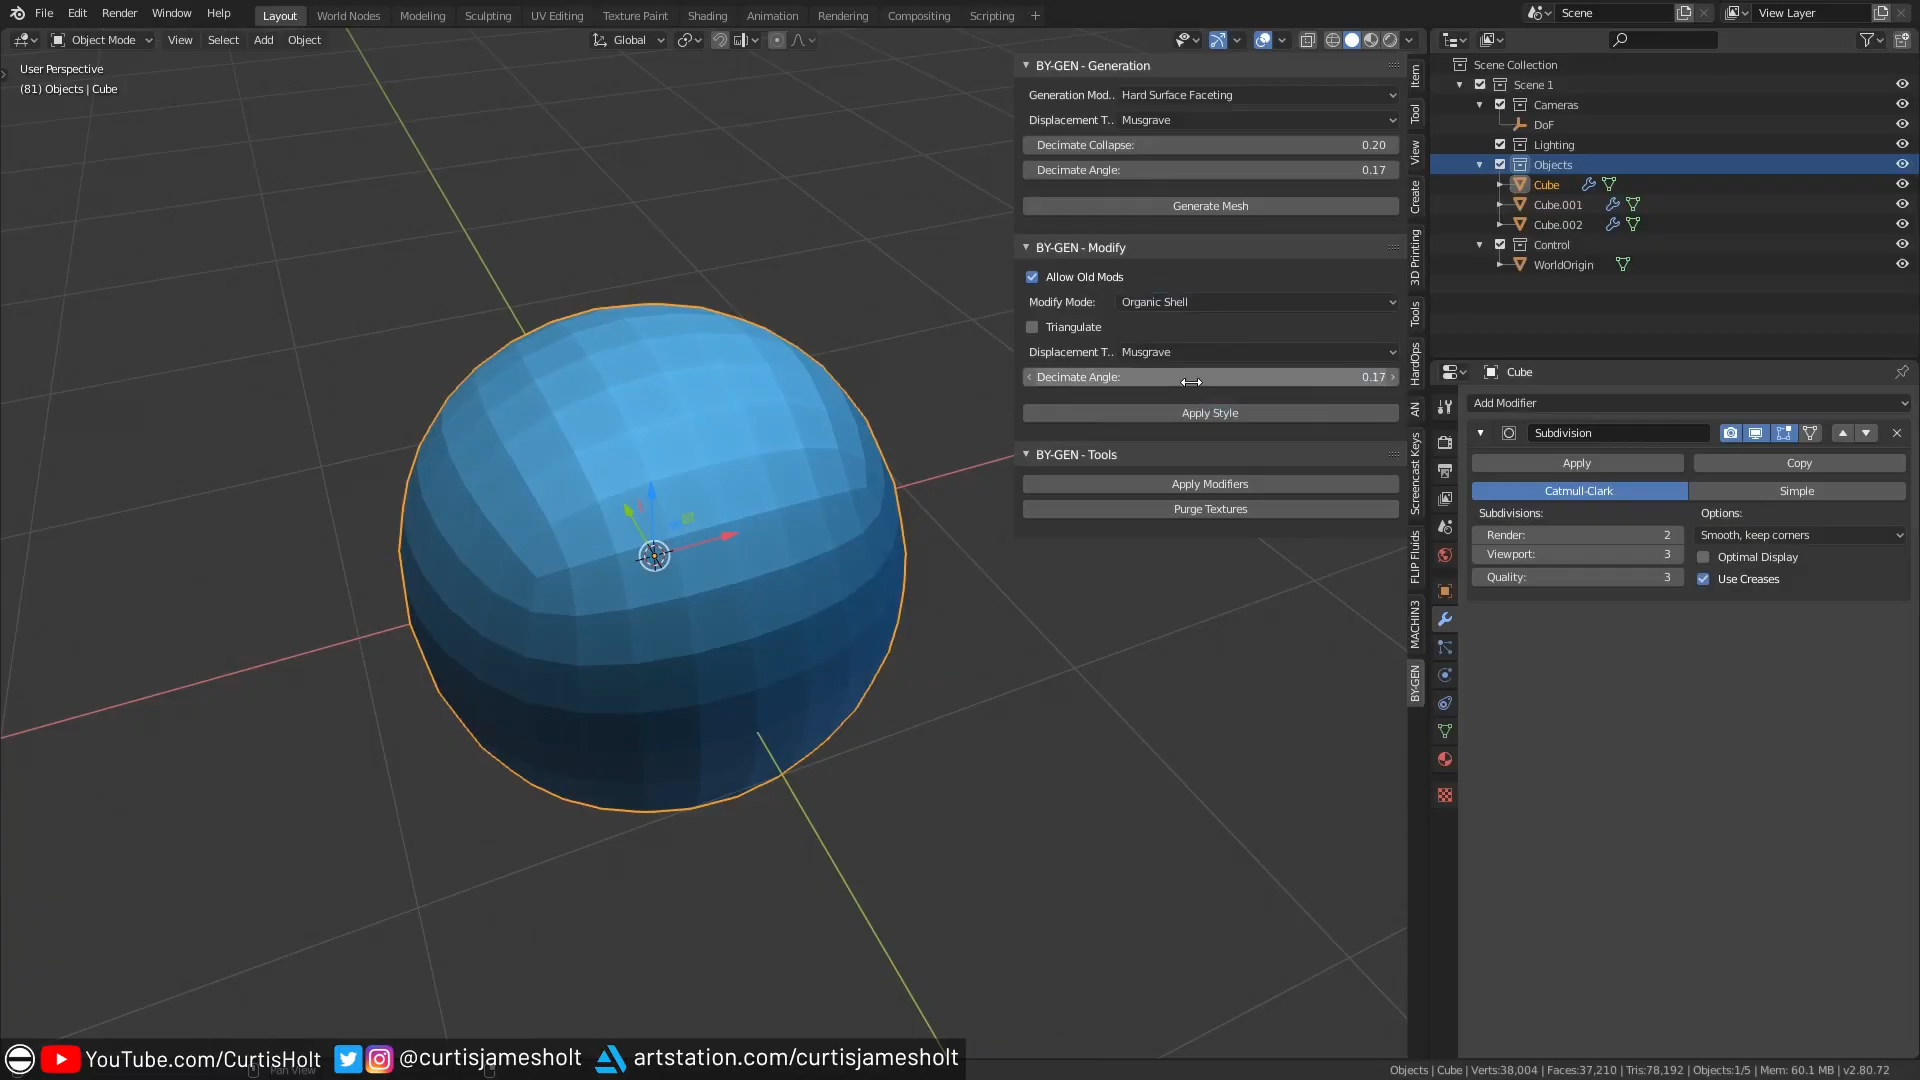 File Edit Render Window Help Layout World Nodes Modeling Sculpting UV Editing Texture Paint Shading Animation Rendering Compositing Scripting + Scene View Layer
Object Mode View Select Add Object Global
User Perspective
(81) Objects | Cube
BY-GEN - Generation
Generation Mod.. Hard Surface Faceting
Displacement T.. Musgrave
Decimate Collapse: 0.20
Decimate Angle: 0.17
Generate Mesh
BY-GEN - Modify
Allow Old Mods
Modify Mode: Organic Shell
Triangulate
Displacement T.. Musgrave
Decimate Angle: 0.17
Apply Style
BY-GEN - Tools
Apply Modifiers
Purge Textures
Item
Tool
View
Create
3D Printing
Tools
HardOps
AN
Screencast Keys
FLIP Fluids
MACHIN3
BY-GEN
Scene Collection
Scene 1
Cameras
DoF
Lighting
Objects
Cube
Cube.001
Cube.002
Control
WorldOrigin
Cube
Add Modifier
Subdivision
Apply Copy
Catmull-Clark Simple
Subdivisions: Options:
Render: 2 Smooth, keep corners
Viewport: 3 Optimal Display
Quality: 3 Use Creases
YouTube.com/CurtisHolt @curtisjamesholt artstation.com/curtisjamesholt
Pan View
Objects | Cube | Verts:38,004 | Faces:37,210 | Tris:78,192 | Objects:1/5 | Mem: 60.1 MB | v2.80.72